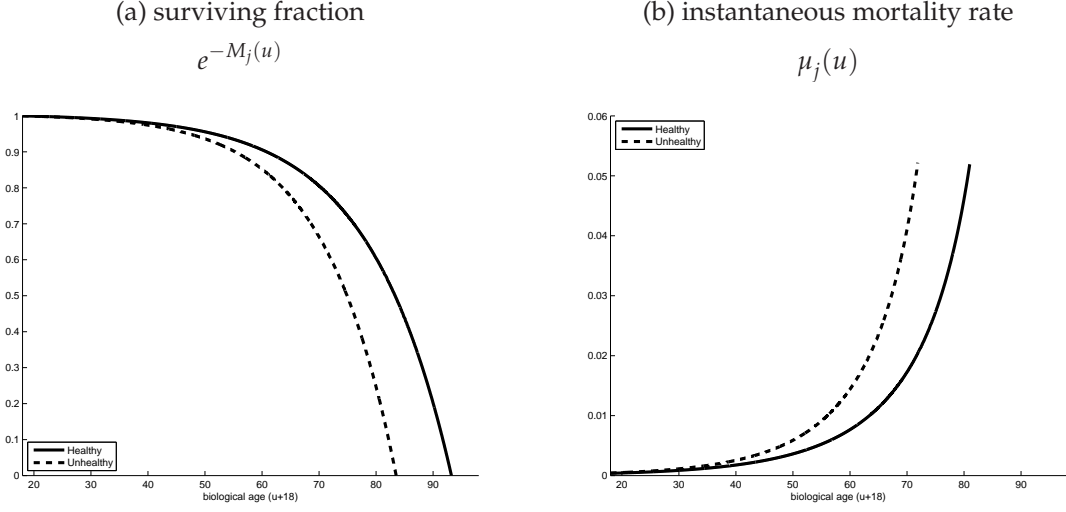 (a) surviving fraction
e^{-M_j(u)}
1
0.9
0.8
0.7
0.6
0.5
0.4
0.3
0.2
0.1
0
Healthy
Unhealthy
20 30 40 50 60 70 80 90
biological age (u+18)
(b) instantaneous mortality rate
μ_j(u)
0.06
0.05
0.04
0.03
0.02
0.01
0
Healthy
Unhealthy
20 30 40 50 60 70 80 90
biological age (u+18)